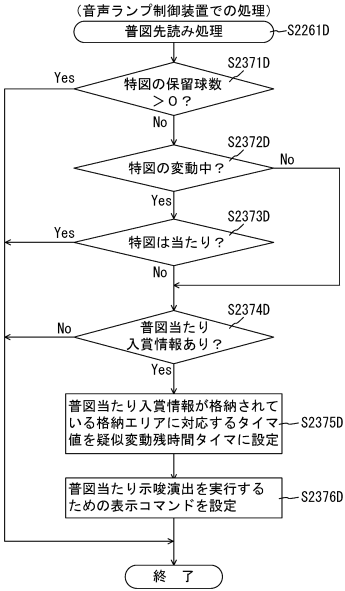 (音声ランプ制御装置での処理)
普図先読み処理
S2261D
S2371D
Yes
特図の保留球数
>0?
No
S2372D
特図の変動中?
No
Yes
S2373D
Yes
特図は当たり?
No
S2374D
No
普図当たり
入賞情報あり?
Yes
普図当たり入賞情報が格納されて
いる格納エリアに対応するタイマ
値を疑似変動残時間タイマに設定
S2375D
普図当たり示唆演出を実行する
ための表示コマンドを設定
S2376D
終 了